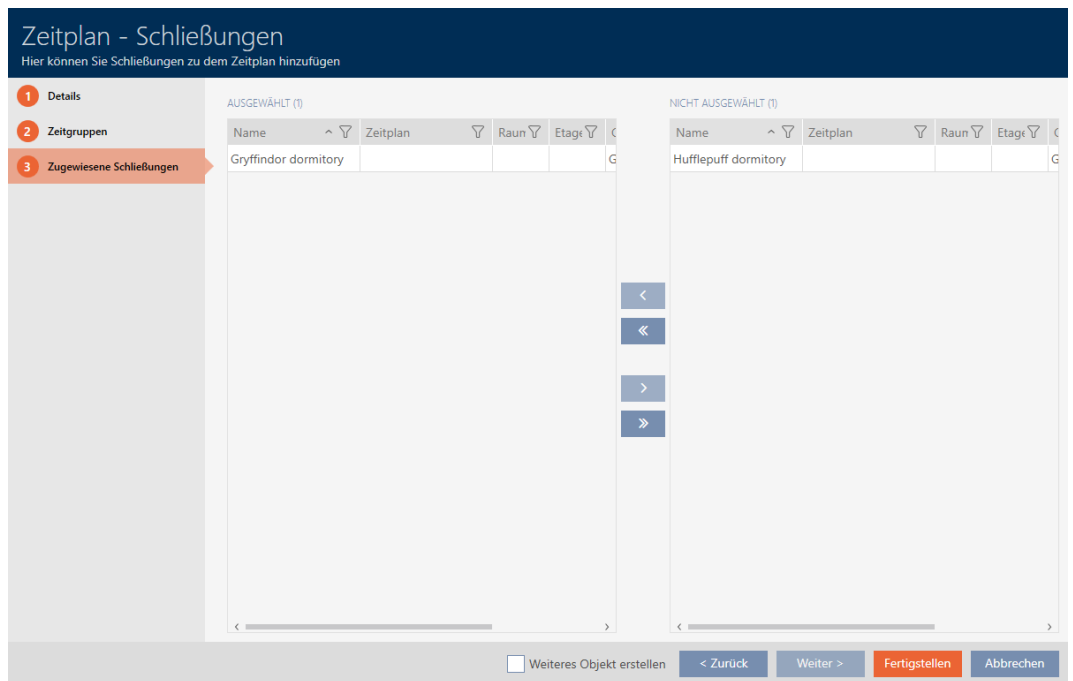 Zeitplan - Schließungen
Hier können Sie Schließungen zu dem Zeitplan hinzufügen
1 Details
2 Zeitgruppen
3 Zugewiesene Schließungen
AUSGEWÄHLT (1)
Name Zeitplan Raun Etage
Gryffindor dormitory G
NICHT AUSGEWÄHLT (1)
Name Zeitplan Raun Etage
Hufflepuff dormitory G
Weiteres Objekt erstellen
< Zurück
Weiter >
Fertigstellen
Abbrechen